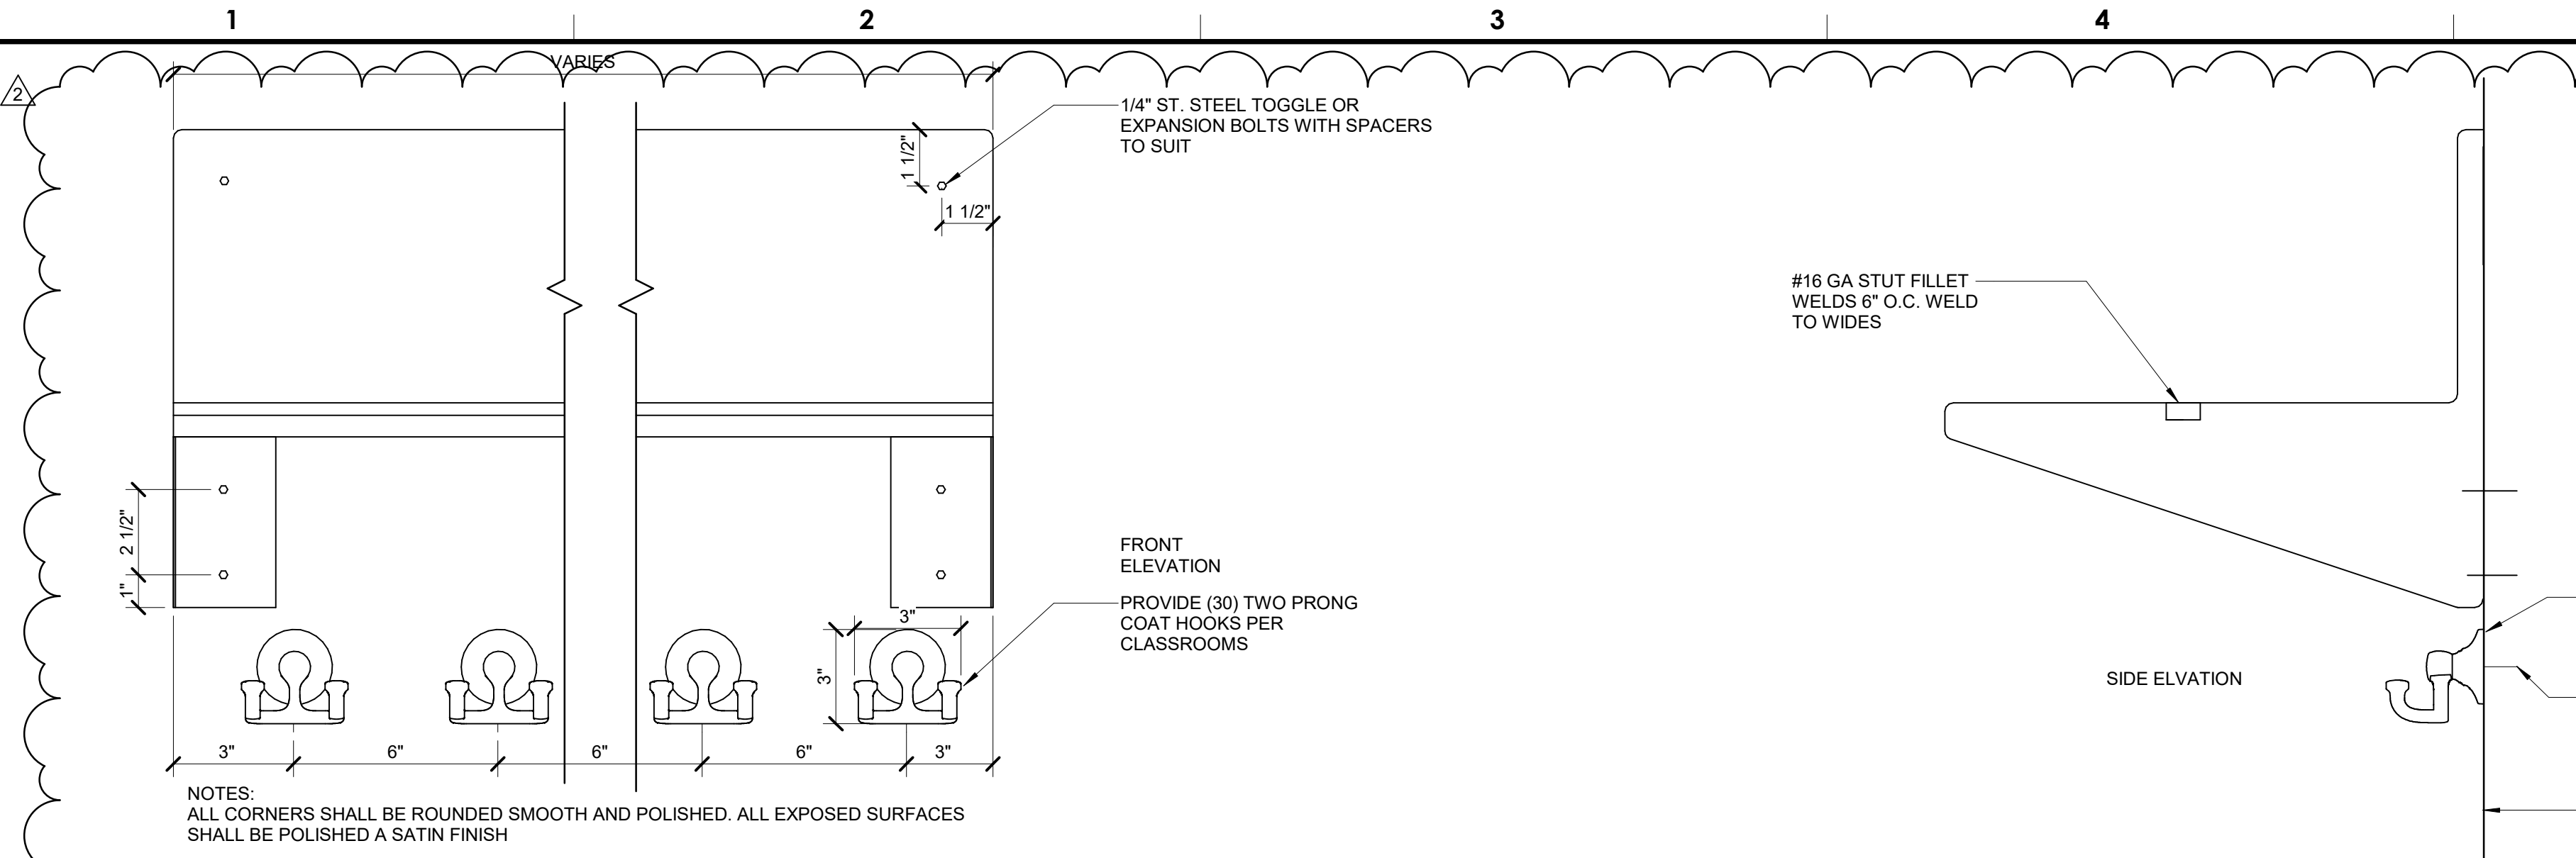 1 2 3 4
VARIES
2
1/4" ST. STEEL TOGGLE OR
EXPANSION BOLTS WITH SPACERS
TO SUIT
1 1/2"
1 1/2"
#16 GA STUT FILLET
WELDS 6" O.C. WELD
TO WIDES
2 1/2"
1"
FRONT
ELEVATION
PROVIDE (30) TWO PRONG
COAT HOOKS PER
CLASSROOMS
3"
3"
SIDE ELVATION
3" 6" 6" 6" 3"
NOTES:
ALL CORNERS SHALL BE ROUNDED SMOOTH AND POLISHED. ALL EXPOSED SURFACES
SHALL BE POLISHED A SATIN FINISH